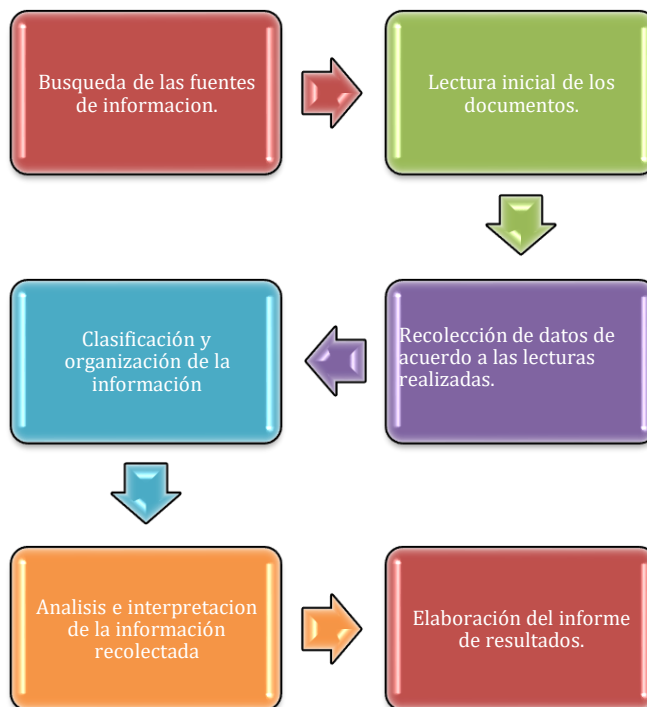 Busqueda de las fuentes
de informacion.
Lectura inicial de los
documentos.
Recolección de datos de
acuerdo a las lecturas
realizadas.
Clasificación y
organización de la
información
Analisis e interpretacion
de la información
recolectada
Elaboración del informe
de resultados.